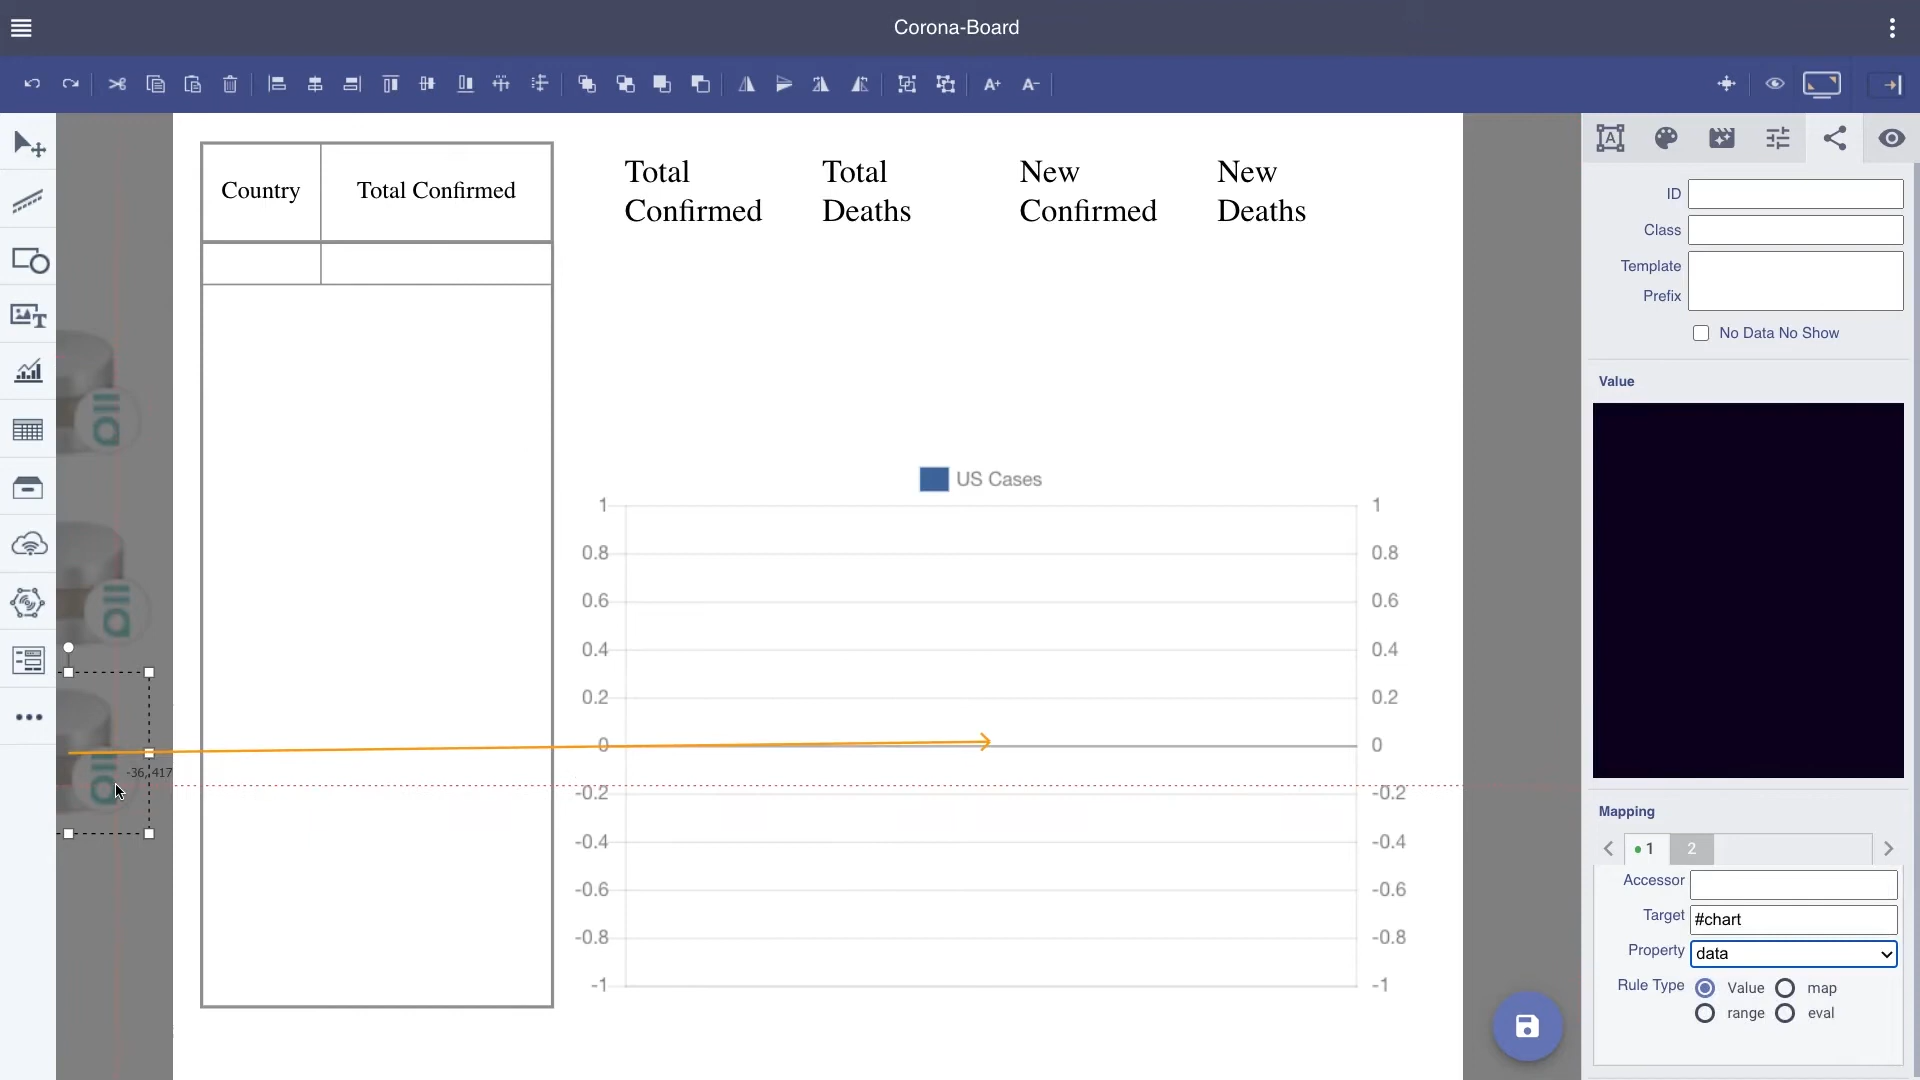 Corona-Board
A+ A-
Country Total Confirmed
Total Confirmed
Total Deaths
New Confirmed
New Deaths
US Cases
1 1
0.8 0.8
0.6 0.6
0.4 0.4
0.2 0.2
0 0
-0.2 -0.2
-0.4 -0.4
-0.6 -0.6
-0.8 -0.8
-1 -1
-36,417
ID
Class
Template
Prefix
No Data No Show
Value
Mapping
1 2
Accessor
Target #chart
Property data
Rule Type Value map
range eval